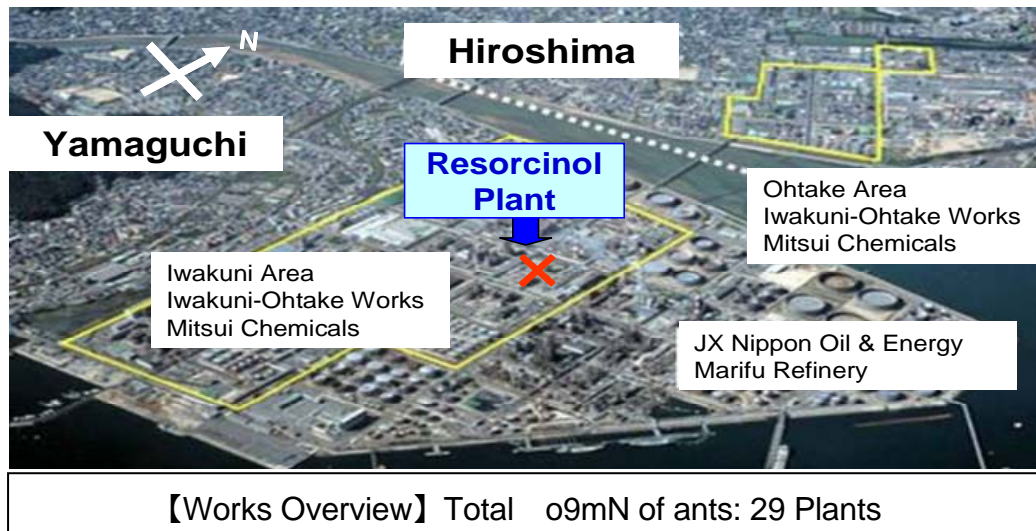 N
Hiroshima
Yamaguchi
Resorcinol
Plant
Ohtake Area
Iwakuni-Ohtake Works
Mitsui Chemicals
Iwakuni Area
Iwakuni-Ohtake Works
Mitsui Chemicals
JX Nippon Oil & Energy
Marifu Refinery
【Works Overview】Total o9mN of ants: 29 Plants